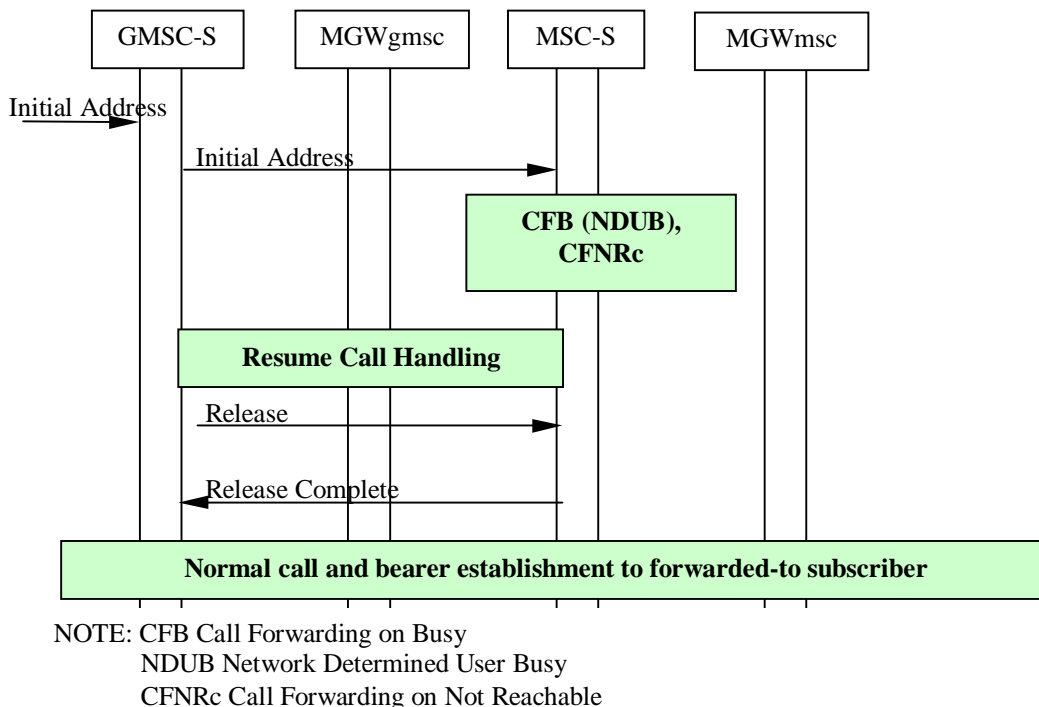 GMSC-S
MGWgmsc
MSC-S
MGWmsc
Initial Address
Initial Address
CFB (NDUB),
CFNRc
Resume Call Handling
Release
Release Complete
Normal call and bearer establishment to forwarded-to subscriber
NOTE: CFB Call Forwarding on Busy
NDUB Network Determined User Busy
CFNRc Call Forwarding on Not Reachable